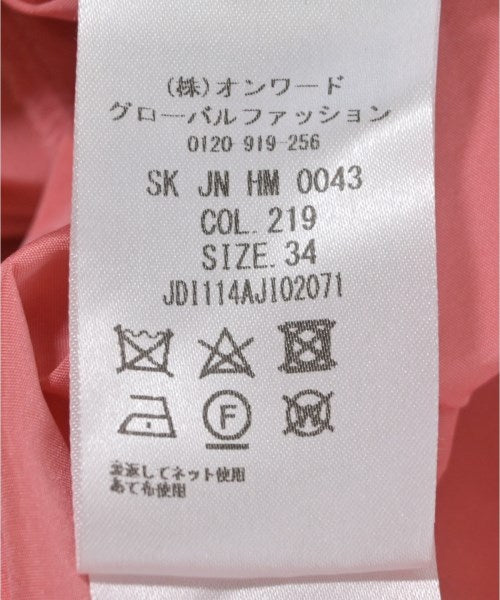 (株)オンワード
グローバルファッション
0120 919-256
SK JN HM 0043
COL. 219
SIZE. 34
JDI114AJI02071
F
W
裏返してネット使用
あて布使用